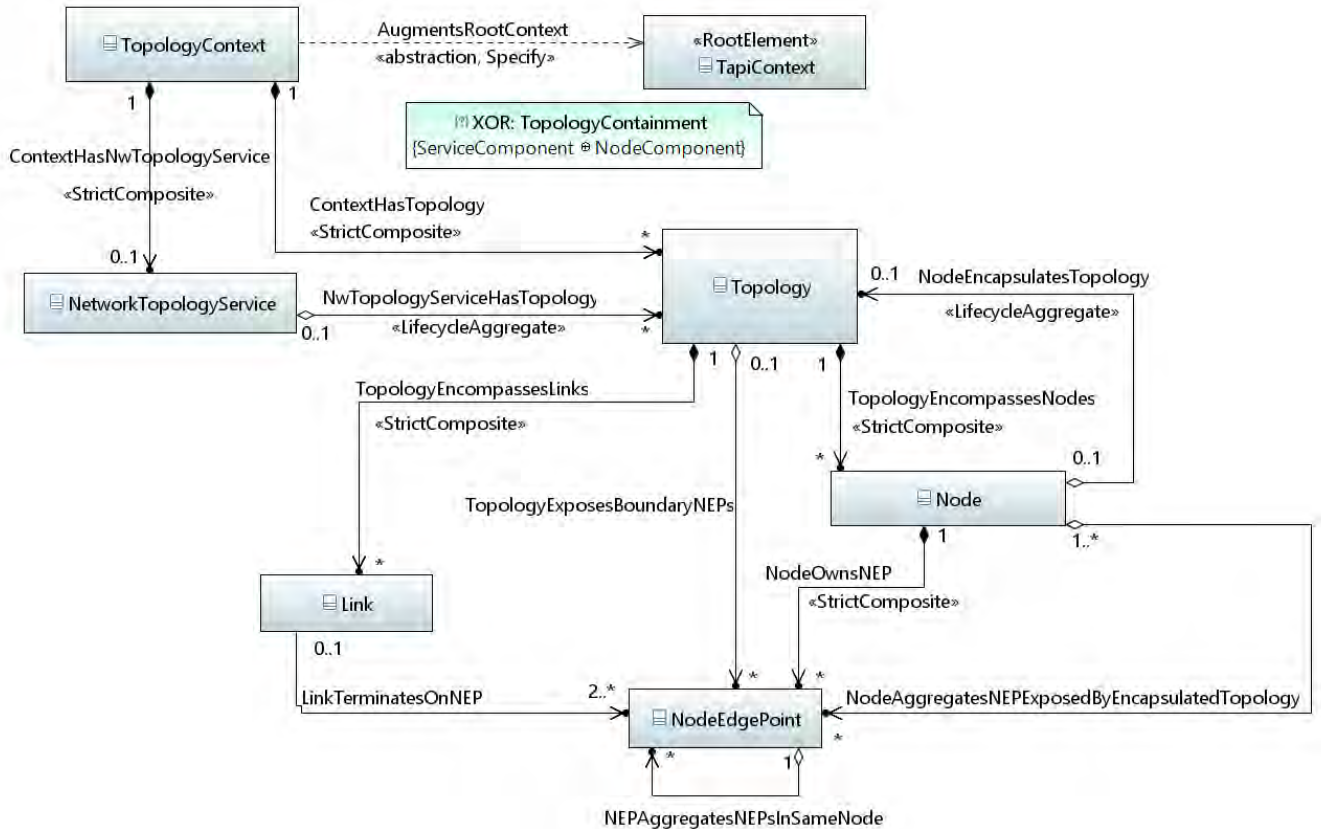 TopologyContext
AugmentsRootContext
«abstraction, Specify»
«RootElement»
TapiContext
1
1
XOR: TopologyContainment
{ServiceComponent ⊕ NodeComponent}
ContextHasNwTopologyService
«StrictComposite»
ContextHasTopology
«StrictComposite»
*
0..1
NetworkTopologyService
NwTopologyServiceHasTopology
0..1
«LifecycleAggregate»
*
Topology
0..1
NodeEncapsulatesTopology
«LifecycleAggregate»
1
0..1
1
TopologyEncompassesLinks
«StrictComposite»
TopologyEncompassesNodes
«StrictComposite»
*
0..1
Node
TopologyExposesBoundaryNEPs
1
1..*
*
Link
NodeOwnsNEP
«StrictComposite»
0..1
LinkTerminatesOnNEP
2..*
*
*
NodeEdgePoint
NodeAggregatesNEPExposedByEncapsulatedTopology
*
*
1
NEPAggregatesNEPsInSameNode